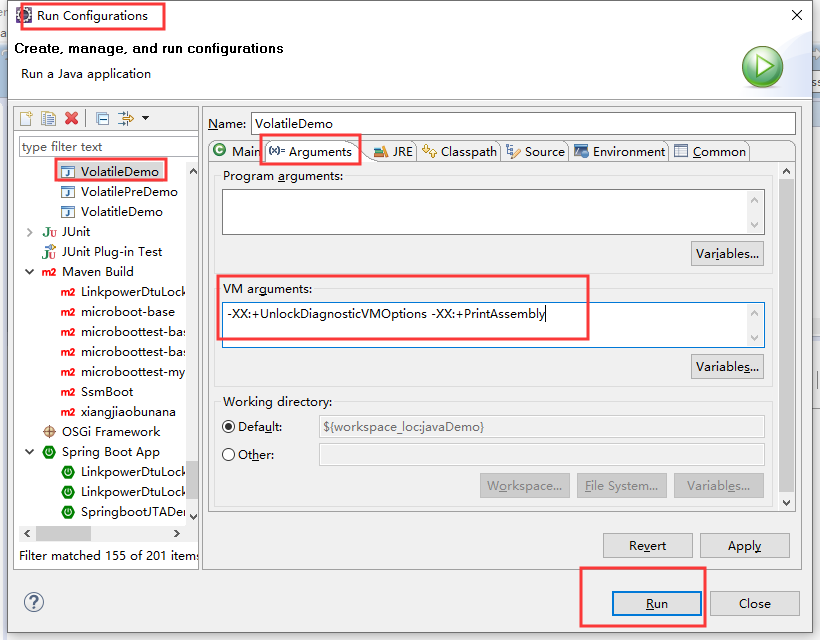 Run Configurations
Create, manage, and run configurations
Run a Java application
type filter text
VolatileDemo
VolatilePreDemo
VolatitleDemo
JUnit
JUnit Plug-in Test
Maven Build
LinkpowerDtuLock
microboot-base
microboottest-bas
microboottest-bas
microboottest-my
SsmBoot
xiangjiaobunana
OSGi Framework
Spring Boot App
LinkpowerDtuLock
LinkpowerDtuLock
SpringbootJTADer
Filter matched 155 of 201 items
Name: VolatileDemo
Main (x)= Arguments JRE Classpath Source Environment Common
Program arguments:
Variables...
VM arguments:
-XX:+UnlockDiagnosticVMOptions -XX:+PrintAssembly
Variables...
Working directory:
Default: ${workspace_loc:javaDemo}
Other:
Workspace... File System... Variables...
Revert Apply
Run Close